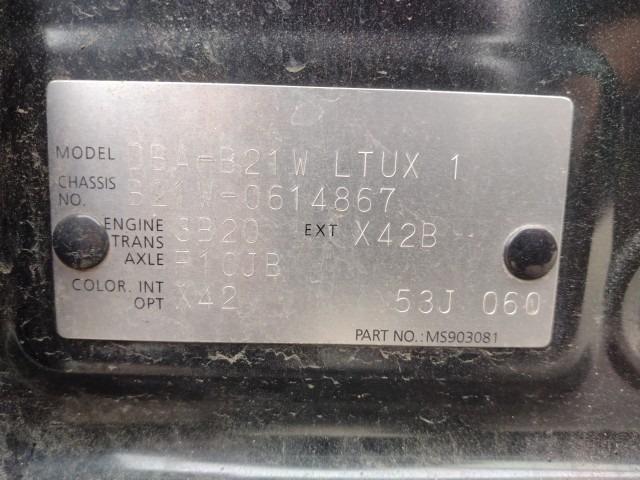 MODEL DBA-B21W LTUX 1
CHASSIS NO. B21W-0614867
ENGINE 3B20 EXT X42B
TRANS AXLE F1CJB
COLOR. INT X42 53J 060
OPT
PART NO.: MS903081